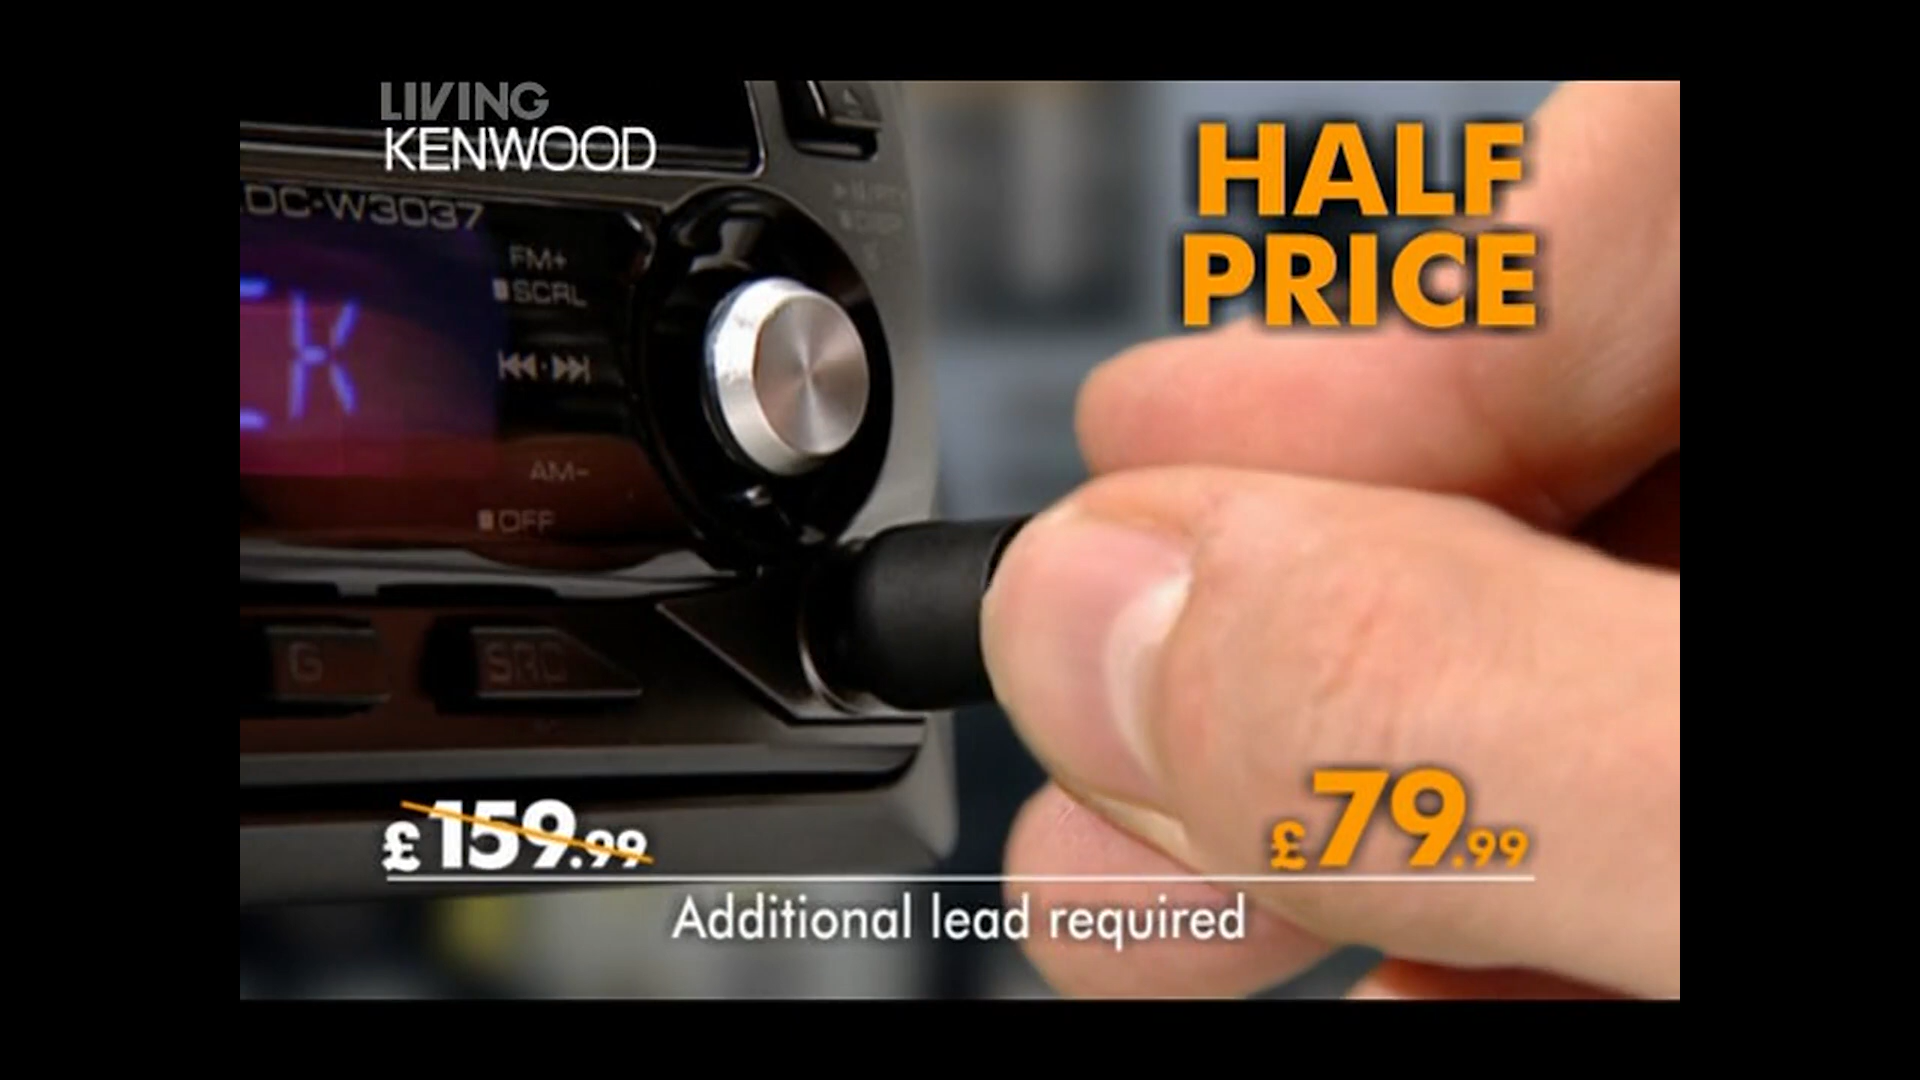 LIVING
KENWOOD
HALF
PRICE
DC-W3037
FM+
SCRL
K
AM-
OFF
G
SRC
£159.99
£79.99
Additional lead required